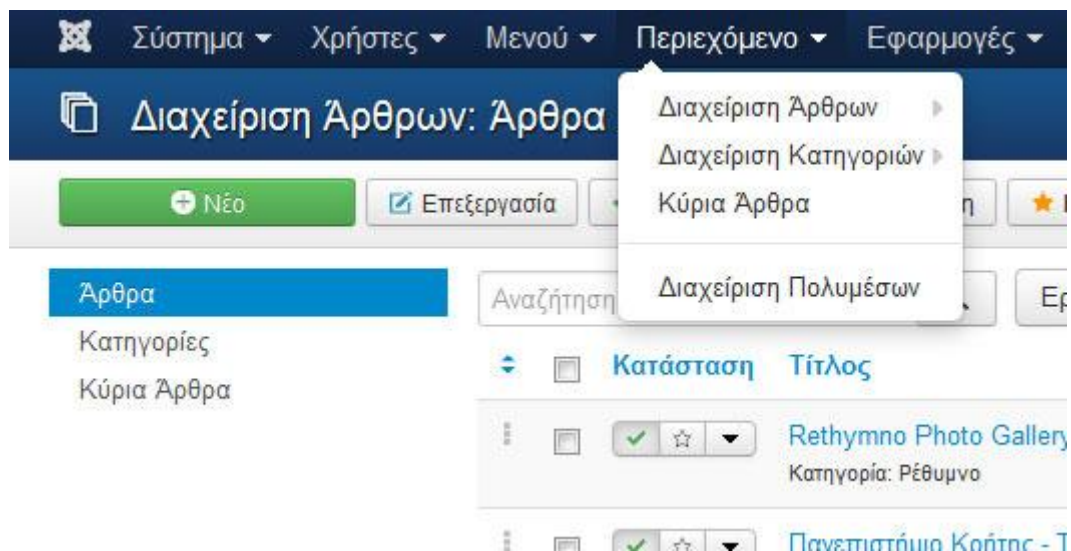 Σύστημα Χρήστες Μενού Περιεχόμενο Εφαρμογές
Διαχείριση Άρθρων: Άρθρα
Διαχείριση Άρθρων
Διαχείριση Κατηγοριών
Κύρια Άρθρα
Διαχείριση Πολυμέσων
Νέο Επεξεργασία
Άρθρα
Κατηγορίες
Κύρια Άρθρα
Αναζήτηση
Κατάσταση Τίτλος
Rethymno Photo Gallery
Κατηγορία: Ρέθυμνο
Πανεπιστήμιο Κρήτης - Τ